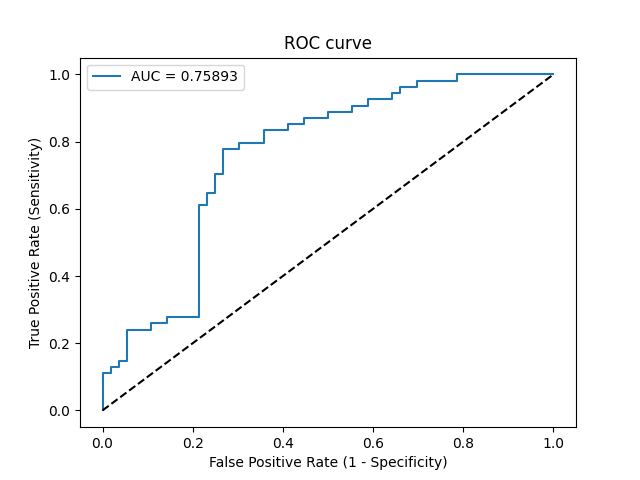 ROC curve
AUC = 0.75893
True Positive Rate (Sensitivity)
1.0
0.8
0.6
0.4
0.2
0.0
0.0 0.2 0.4 0.6 0.8 1.0
False Positive Rate (1 - Specificity)